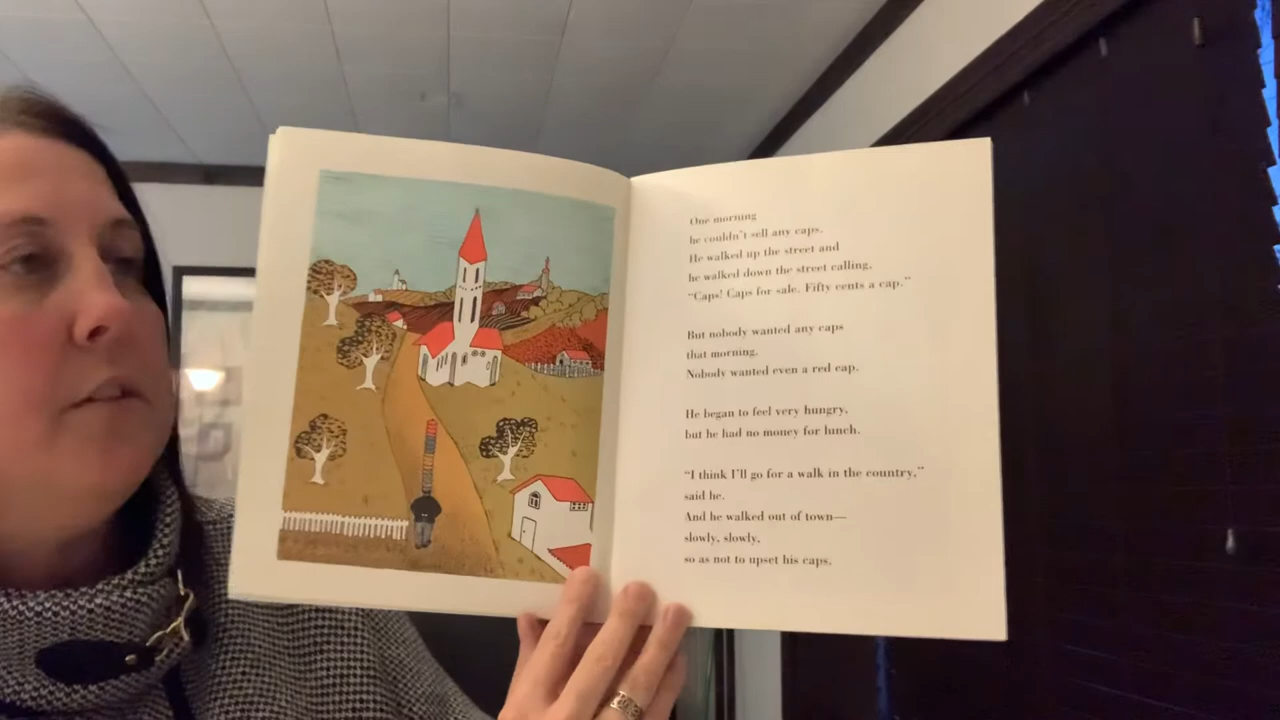 One morning
he couldn't sell any caps.
He walked up the street and
he walked down the street calling,
"Caps! Caps for sale. Fifty cents a cap."
But nobody wanted any caps
that morning.
Nobody wanted even a red cap.
He began to feel very hungry,
but he had no money for lunch.
"I think I'll go for a walk in the country,"
said he.
And he walked out of town—
slowly, slowly,
so as not to upset his caps.